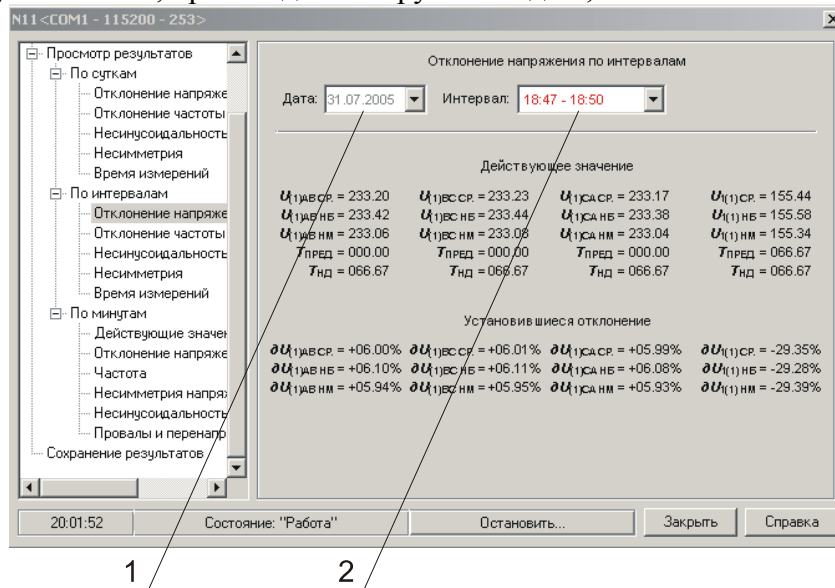 N11<COM1 - 115200 - 253>
Просмотр результатов
По суткам
Отклонение напряже
Отклонение частоты
Несинусоидальность
Несимметрия
Время измерений
По интервалам
Отклонение напряже
Отклонение частоты
Несинусоидальность
Несимметрия
Время измерений
По минутам
Действующие значен
Отклонение напряже
Частота
Несимметрия напряж
Несинусоидальность
Провалы и перенапр
Сохранение результатов
Отклонение напряжения по интервалам
Дата: 31.07.2005 Интервал: 18:47 - 18:50
Действующее значение
U(1)AB СР. = 233.20 U(1)BC СР. = 233.23 U(1)CA СР. = 233.17 U1(1) СР. = 155.44
U(1)AB НБ = 233.42 U(1)BC НБ = 233.44 U(1)CA НБ = 233.38 U1(1) НБ = 155.58
U(1)AB НМ = 233.06 U(1)BC НМ = 233.08 U(1)CA НМ = 233.04 U1(1) НМ = 155.34
TПРЕД = 000.00 TПРЕД = 000.00 TПРЕД = 000.00 TПРЕД = 066.67
TНД = 066.67 TНД = 066.67 TНД = 066.67 TНД = 066.67
Установившиеся отклонение
∂U(1)AB СР. = +06.00% ∂U(1)BC СР. = +06.01% ∂U(1)CA СР. = +05.99% ∂U1(1) СР. = -29.35%
∂U(1)AB НБ = +06.10% ∂U(1)BC НБ = +06.11% ∂U(1)CA НБ = +06.08% ∂U1(1) НБ = -29.28%
∂U(1)AB НМ = +05.94% ∂U(1)BC НМ = +05.95% ∂U(1)CA НМ = +05.93% ∂U1(1) НМ = -29.39%
20:01:52 Состояние: "Работа" Остановить... Закрыть Справка
1 2